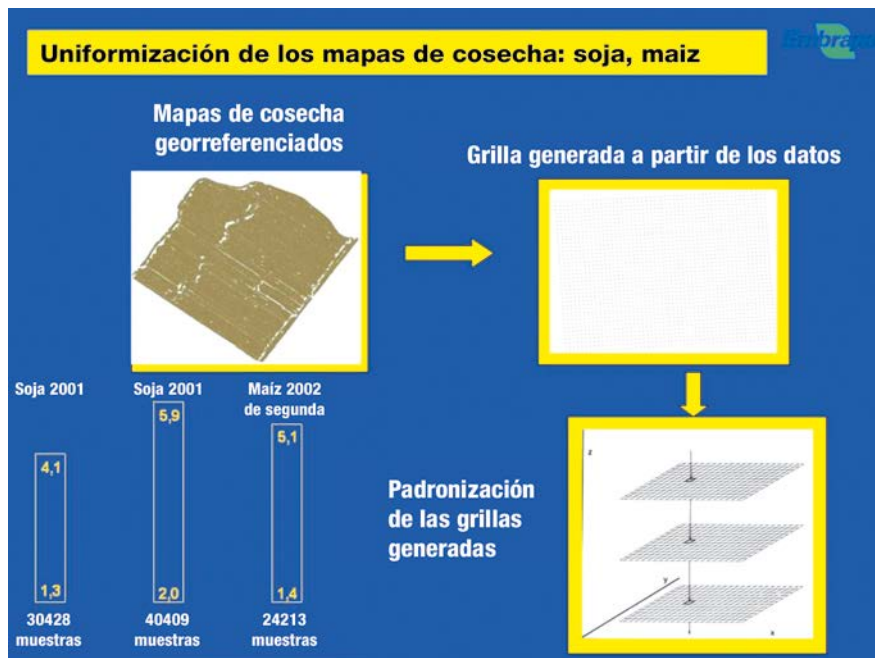 Uniformización de los mapas de cosecha: soja, maiz
Embrapa
Mapas de cosecha
georreferenciados
Grilla generada a partir de los datos
Soja 2001
Soja 2001
Maíz 2002
de segunda
4,1
5,9
5,1
1,3
2,0
1,4
30428
muestras
40409
muestras
24213
muestras
Padronización
de las grillas
generadas
z
y
x